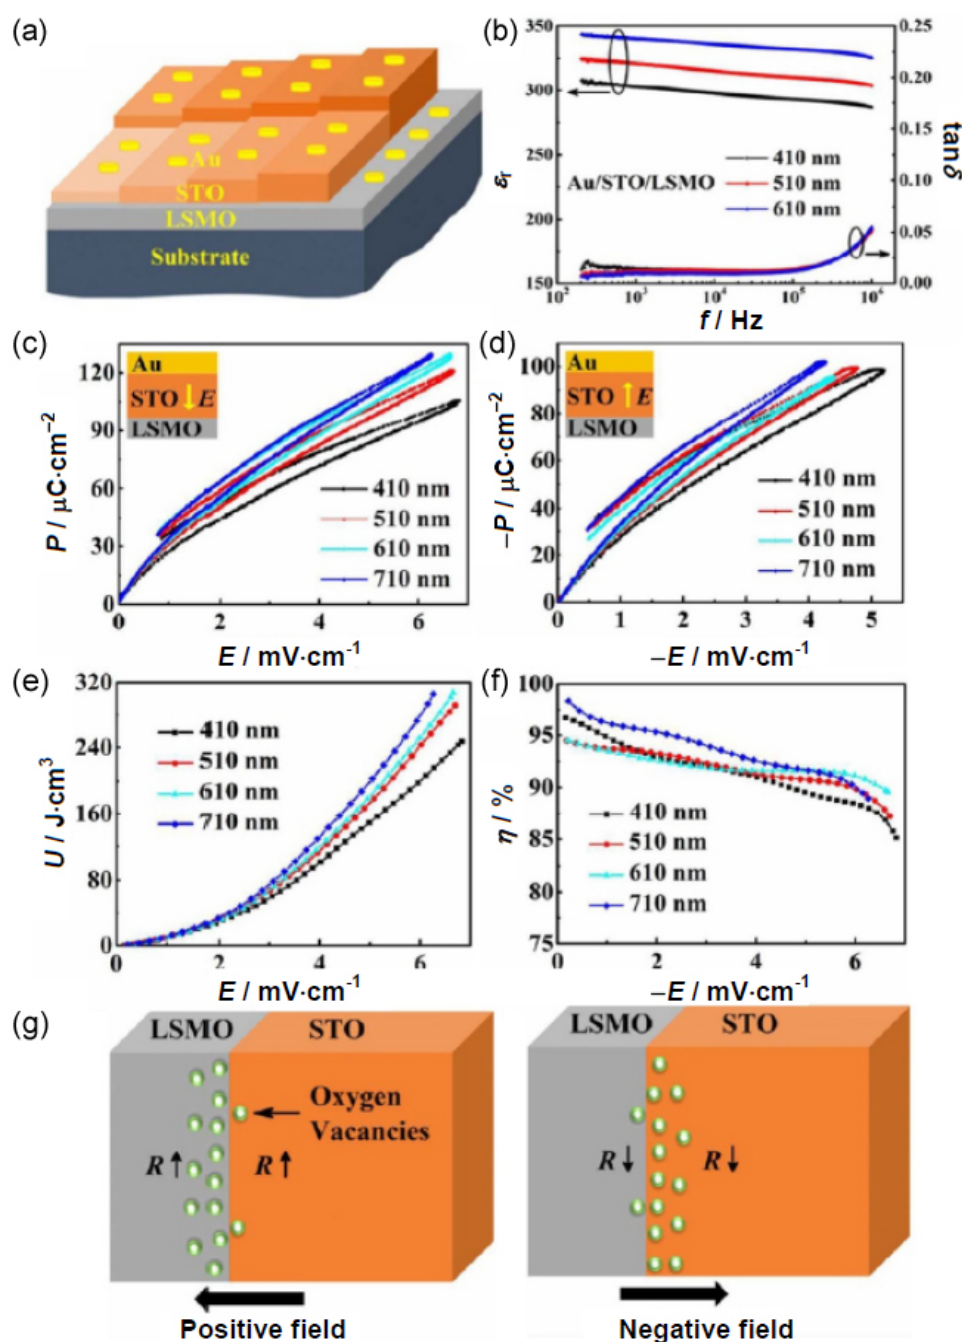 (a)
Au
STO
LSMO
Substrate
(b)
350
300
250
200
150
εr
0.25
0.20
0.15
0.10
0.05
0.00
tanδ
410 nm
510 nm
610 nm
Au/STO/LSMO
10² 10³ 10⁴ 10⁵ 10⁶
f / Hz
(c)
Au
STO E
LSMO
120
90
60
30
0
P / μC·cm⁻²
410 nm
510 nm
610 nm
710 nm
0 2 4 6
E / mV·cm⁻¹
(d)
Au
STO E
LSMO
100
80
60
40
20
0
–P / μC·cm⁻²
410 nm
510 nm
610 nm
710 nm
0 1 2 3 4 5
–E / mV·cm⁻¹
(e)
320
240
160
80
0
U / J·cm³
410 nm
510 nm
610 nm
710 nm
0 2 4 6
E / mV·cm⁻¹
(f)
100
95
90
85
80
75
η / %
410 nm
510 nm
610 nm
710 nm
0 2 4 6
–E / mV·cm⁻¹
(g)
LSMO STO
Oxygen
Vacancies
R↑ R↑
Positive field
LSMO STO
R↓ R↓
Negative field